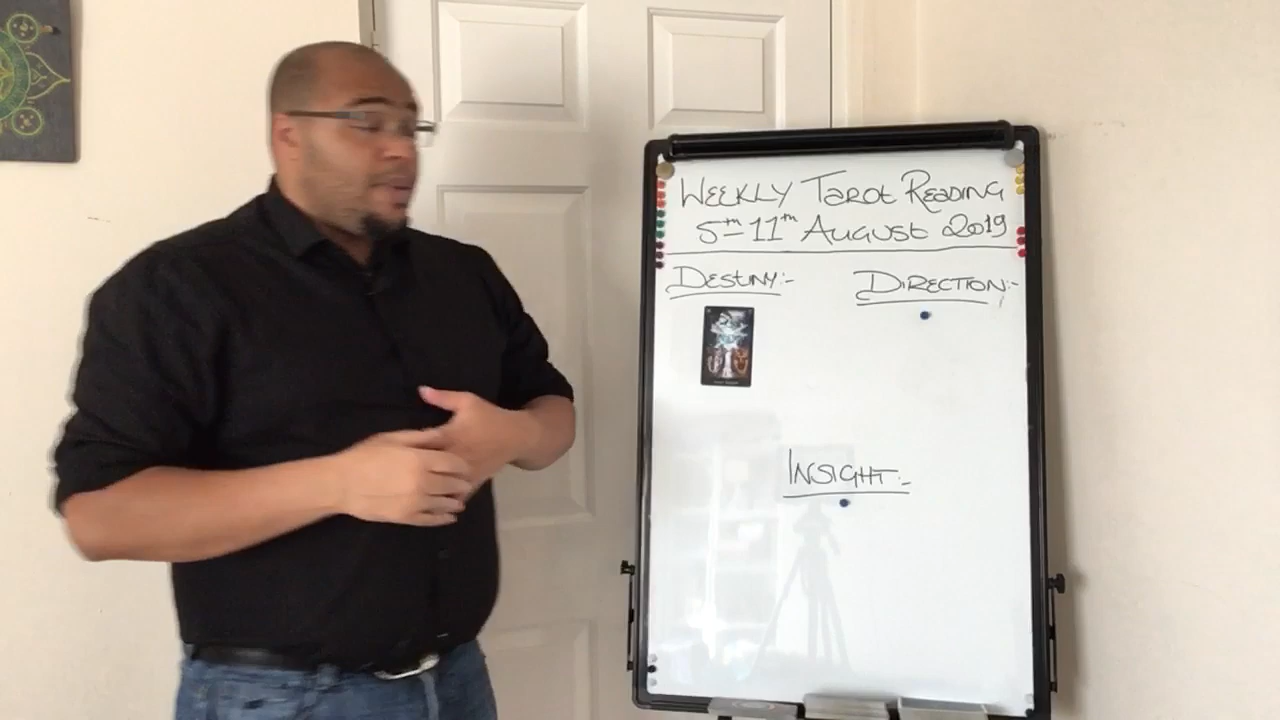 WEEKLY TAROT READING
5th-11th AUGUST 2019
DESTINY:-
DIRECTION:-
INSIGHT:-